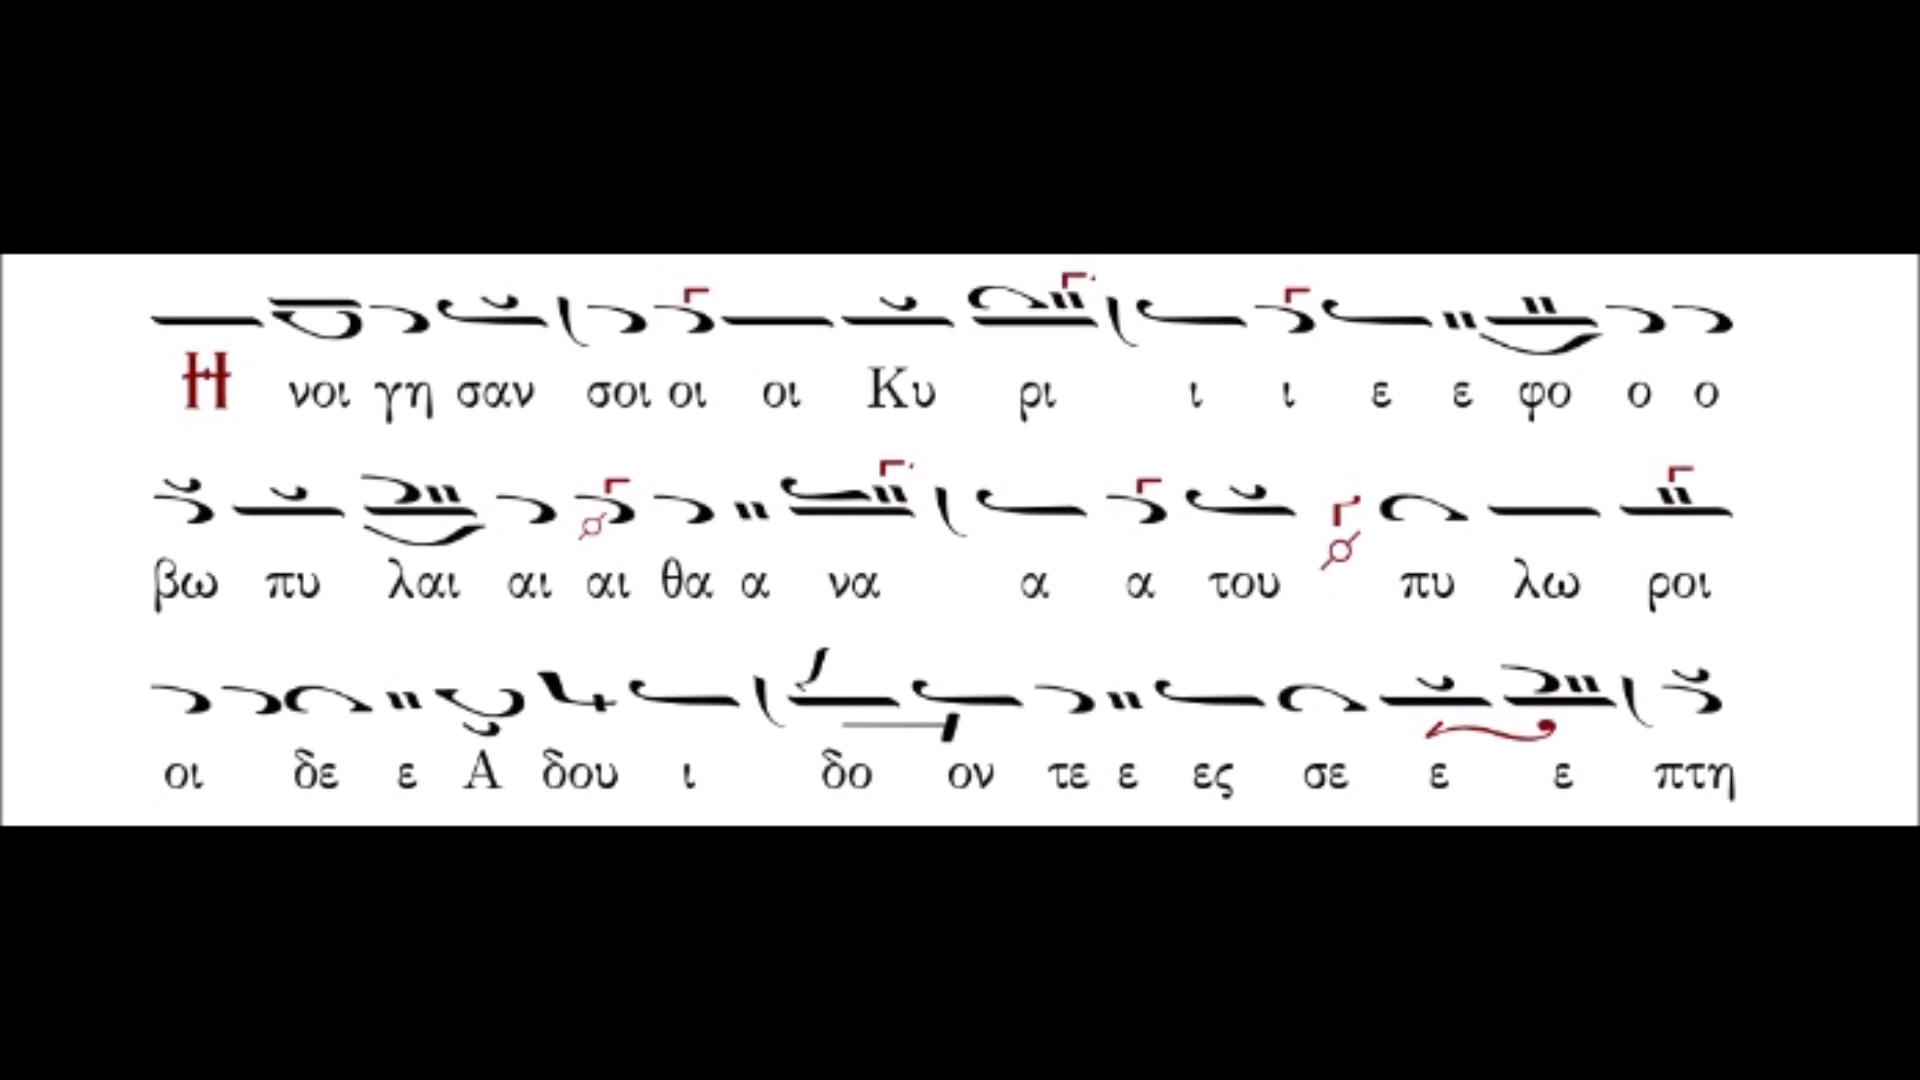 Η νοι γη σαν σοι οι οι Κυ ρι ι ι ε ε φο ο ο
βω πυ λαι αι αι θα α να α α του πυ λω ροι
οι δε ε Α δου ι δο ον τε ε ες σε ε ε πτη